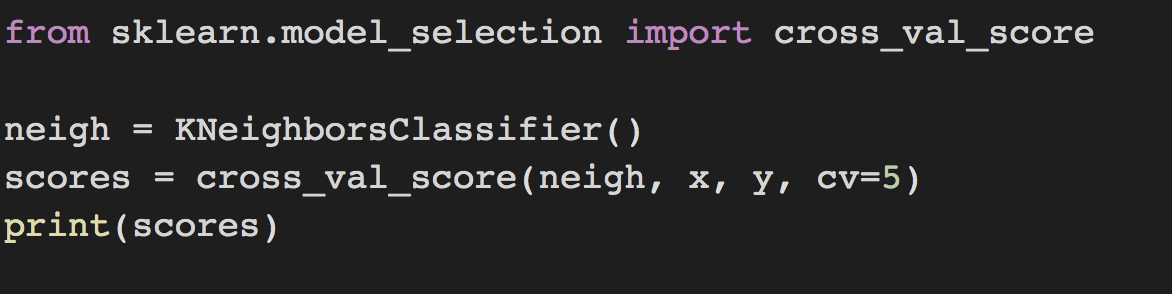 from sklearn.model_selection import cross_val_score
neigh = KNeighborsClassifier()
scores = cross_val_score(neigh, x, y, cv=5)
print(scores)